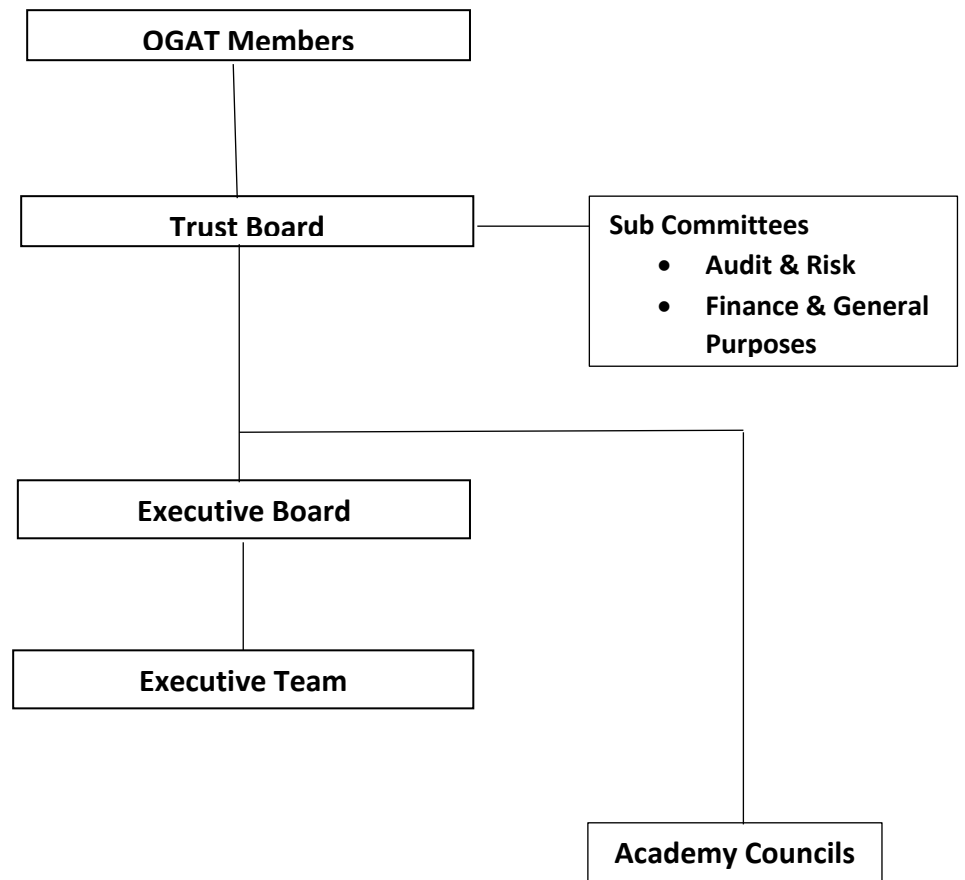 OGAT Members
Trust Board
Sub Committees
• Audit & Risk
• Finance & General
Purposes
Executive Board
Executive Team
Academy Councils